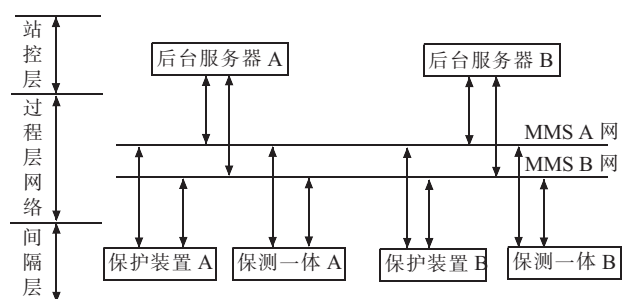 站控层
后台服务器 A
后台服务器 B
过程层网络
MMS A 网
MMS B 网
间隔层
保护装置 A
保测一体 A
保护装置 B
保测一体 B